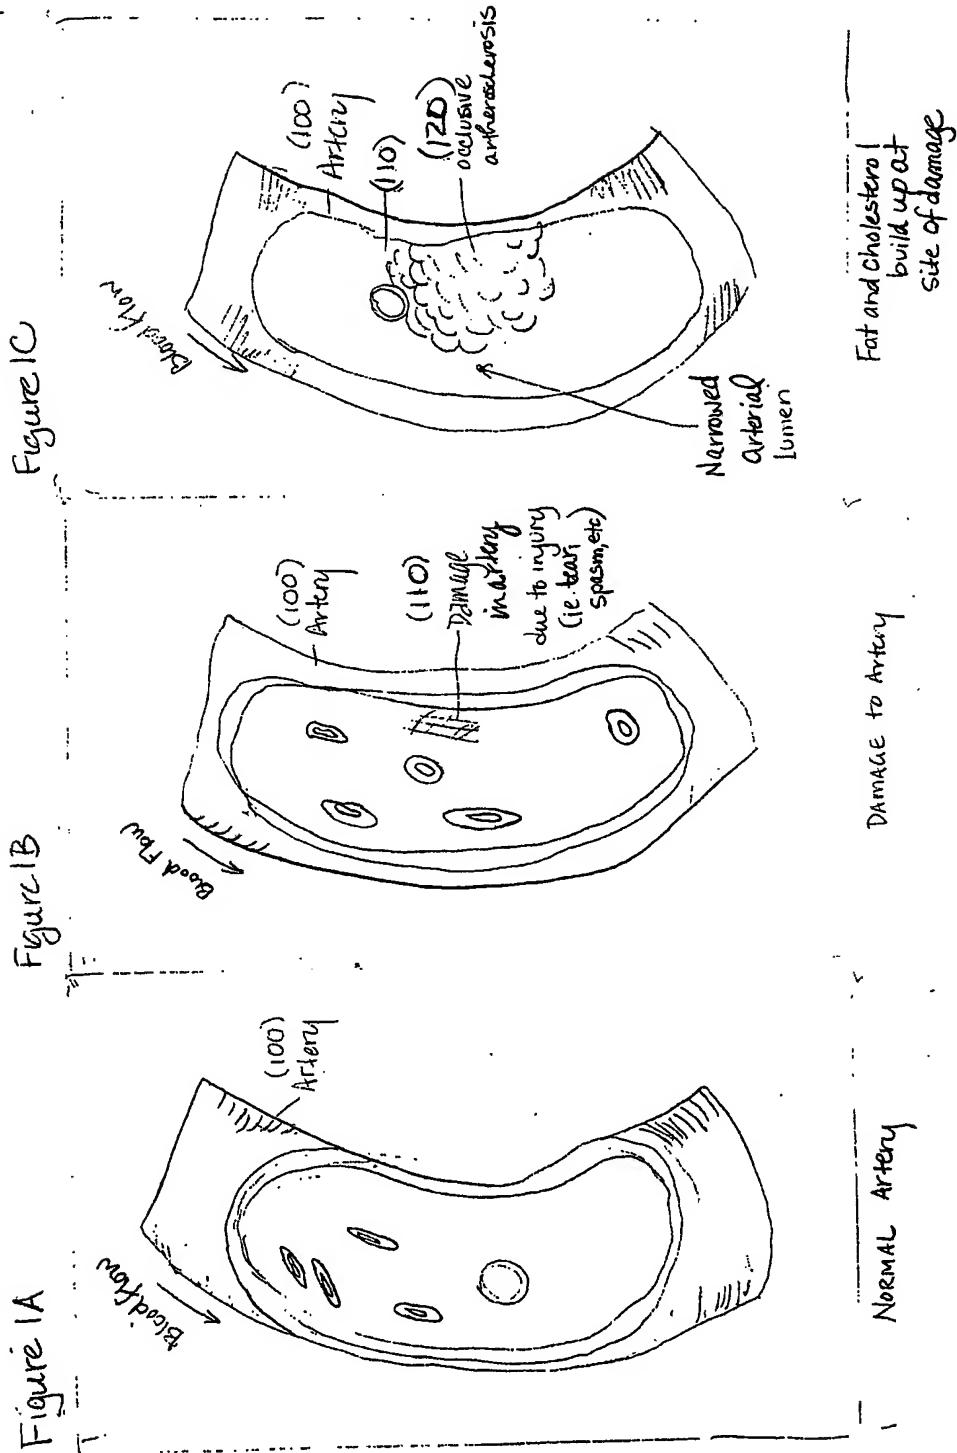 Figure 1A
Blood flow
(100)
Artery
NORMAL Artery
Figure 1B
Blood Flow
(100)
Artery
(110)
Damage
in artery
due to injury
(ie. tear,
spasm, etc)
DAMAGE to Artery
Figure 1C
Blood flow
(100)
Artery
(110)
(120)
occlusive
artherosclerosis
Narrowed
arterial
lumen
Fat and cholesterol
build up at
site of damage